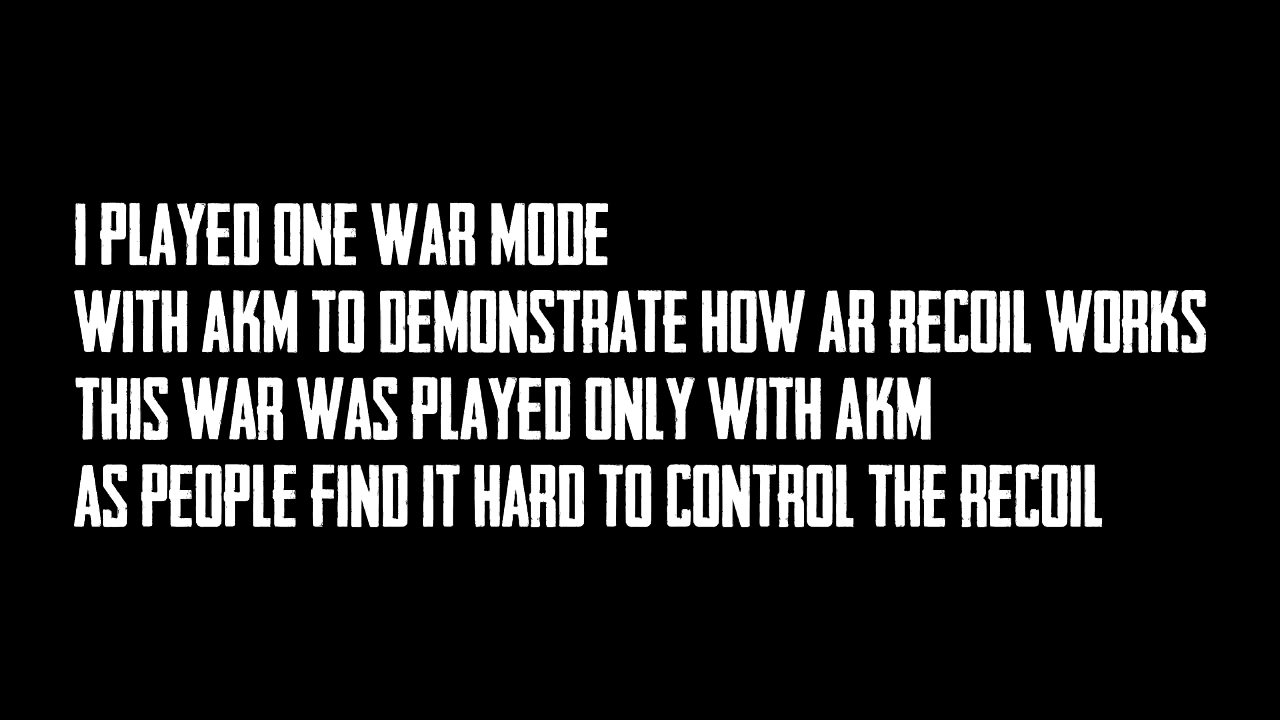 I PLAYED ONE WAR MODE
WITH AKM TO DEMONSTRATE HOW AR RECOIL WORKS
THIS WAR WAS PLAYED ONLY WITH AKM
AS PEOPLE FIND IT HARD TO CONTROL THE RECOIL